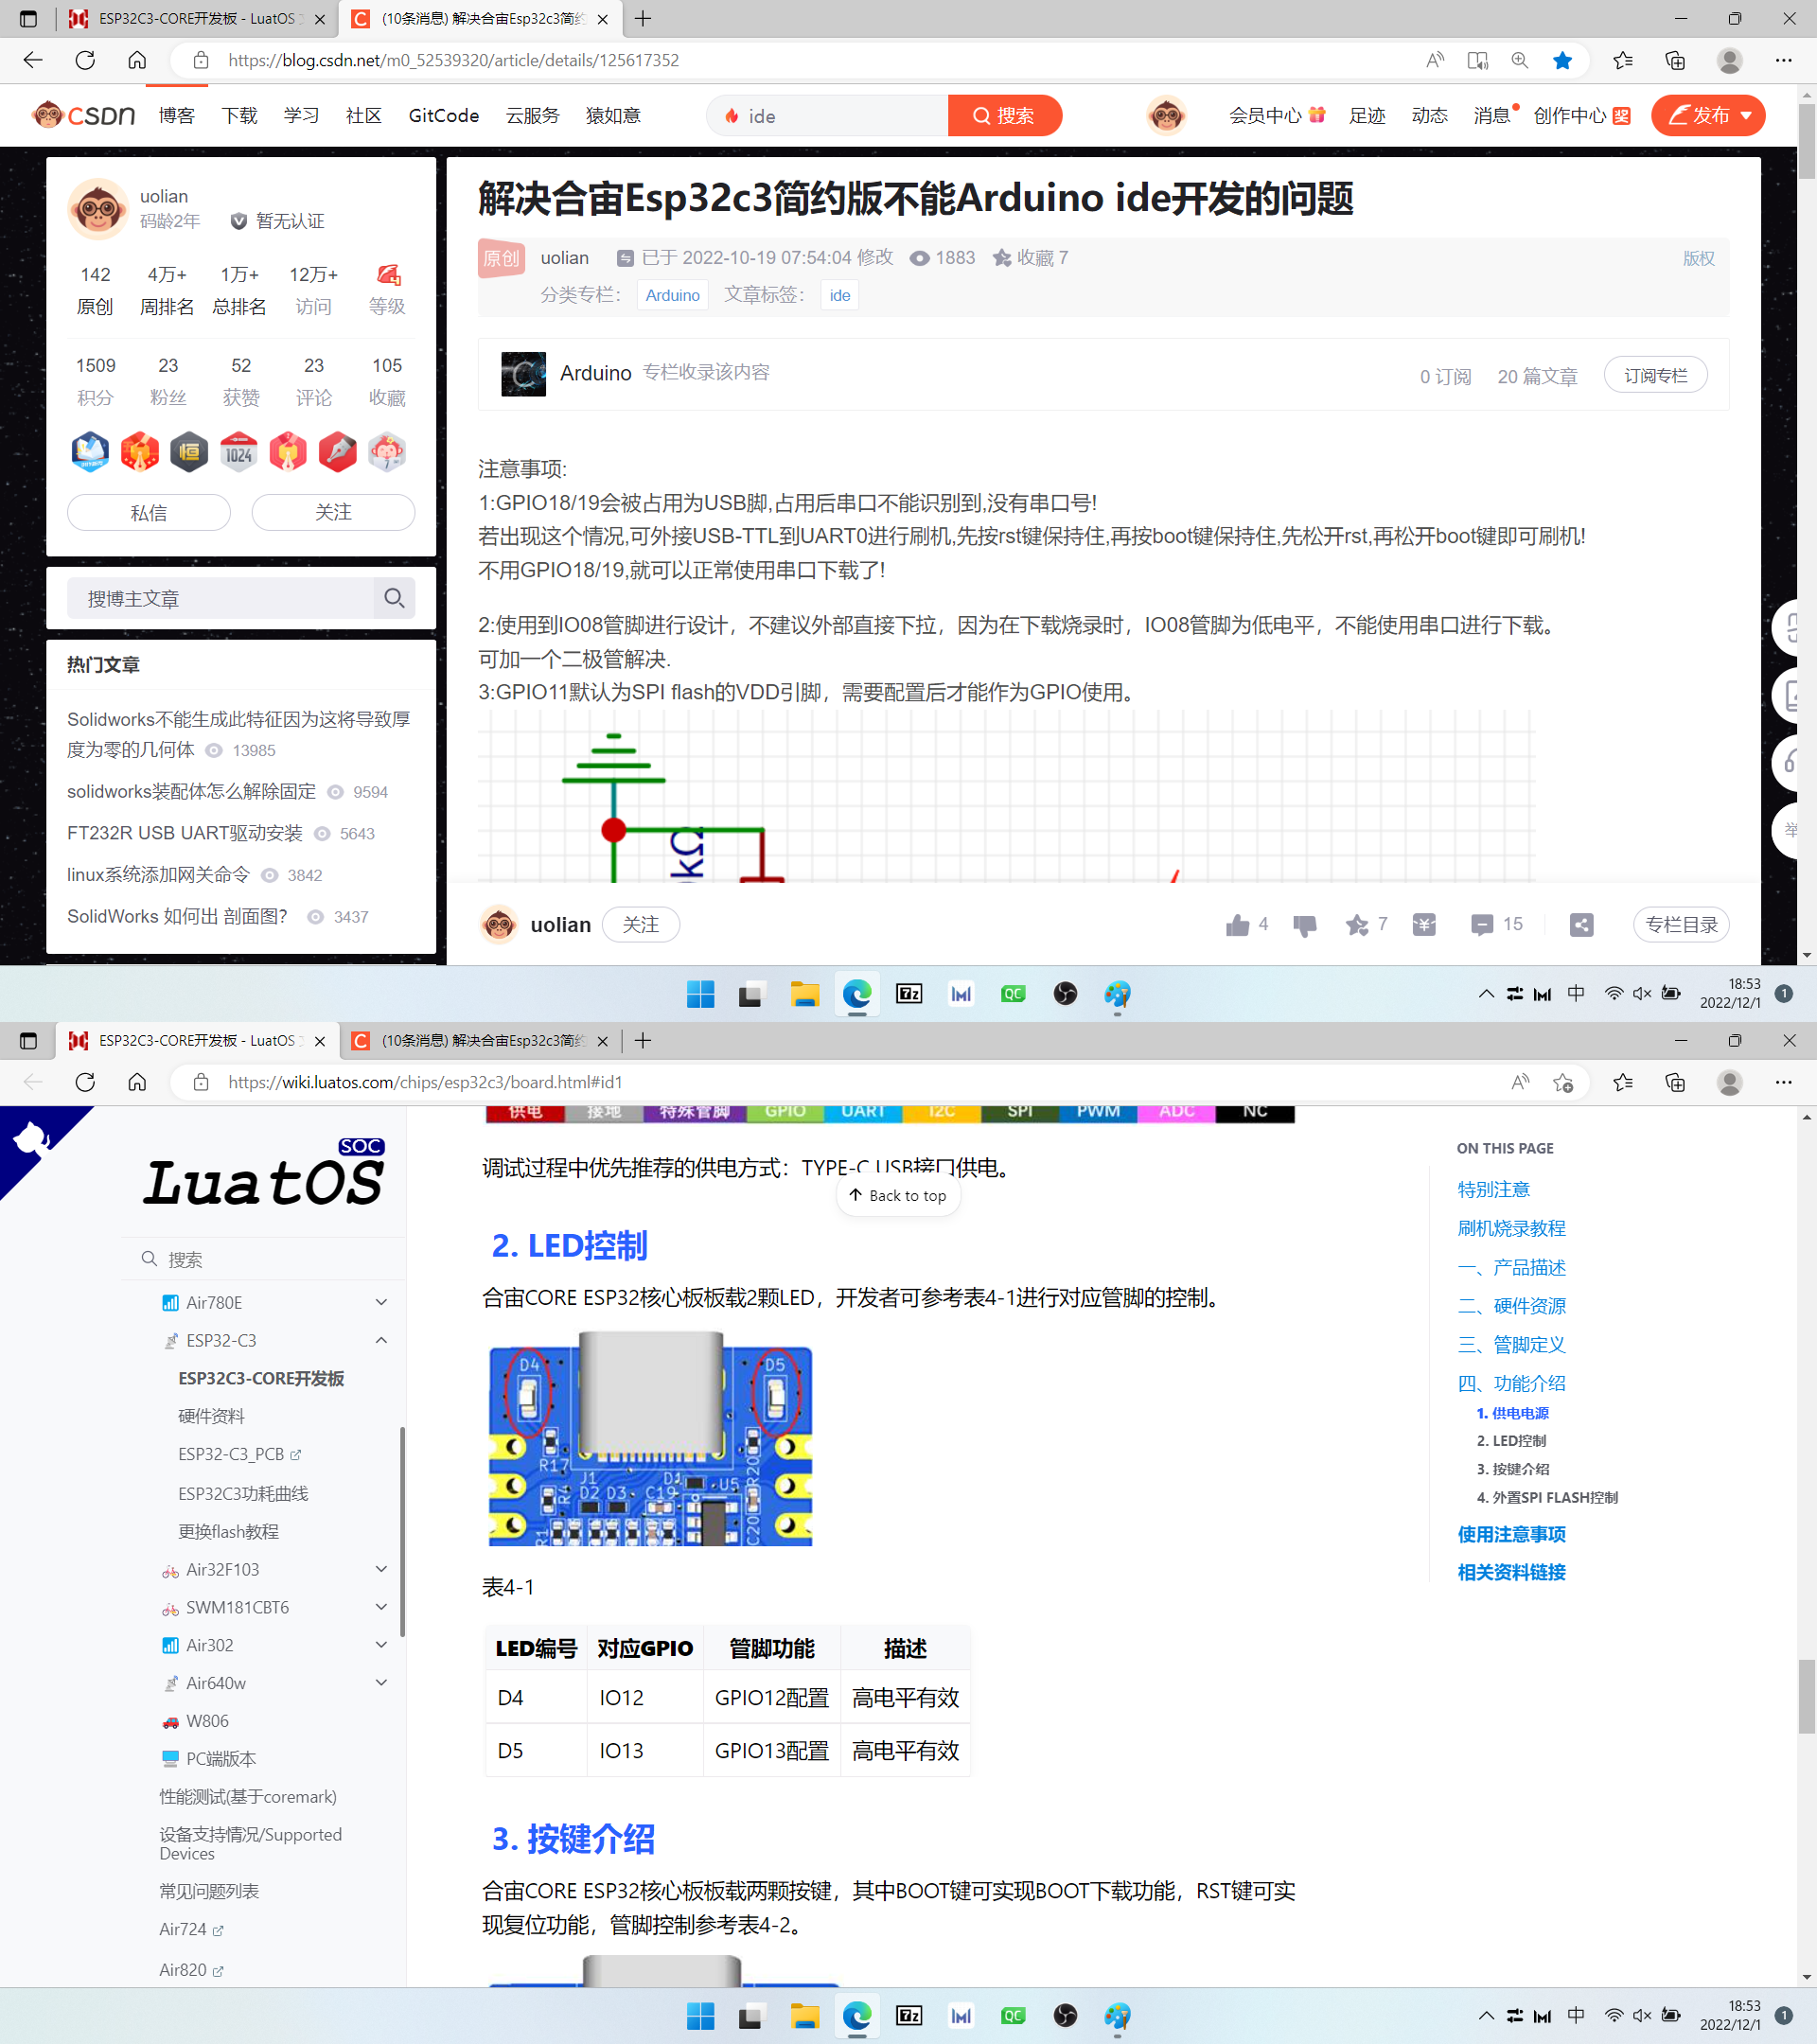 ESP32C3-CORE开发板 - LuatOS
(10条消息) 解决合宙Esp32c3简约
https://blog.csdn.net/m0_52539320/article/details/125617352
CSDN 博客 下载 学习 社区 GitCode 云服务 猿如意 ide 搜索 会员中心 足迹 动态 消息 创作中心 奖 发布
uolian
码龄2年 暂无认证
142 4万+ 1万+ 12万+
原创 周排名 总排名 访问 等级
1509 23 52 23 105
积分 粉丝 获赞 评论 收藏
1024
私信 关注
搜博主文章
热门文章
Solidworks不能生成此特征因为这将导致厚
度为零的几何体 13985
solidworks装配体怎么解除固定 9594
FT232R USB UART驱动安装 5643
linux系统添加网关命令 3842
SolidWorks 如何出 剖面图? 3437
解决合宙Esp32c3简约版不能Arduino ide开发的问题
原创 uolian 已于 2022-10-19 07:54:04 修改 1883 收藏 7 版权
分类专栏： Arduino 文章标签： ide
Arduino 专栏收录该内容 0 订阅 20 篇文章 订阅专栏
注意事项:
1:GPIO18/19会被占用为USB脚,占用后串口不能识别到,没有串口号!
若出现这个情况,可外接USB-TTL到UART0进行刷机,先按rst键保持住,再按boot键保持住,先松开rst,再松开boot键即可刷机!
不用GPIO18/19,就可以正常使用串口下载了!
2:使用到IO08管脚进行设计，不建议外部直接下拉，因为在下载烧录时，IO08管脚为低电平，不能使用串口进行下载。
可加一个二极管解决.
3:GPIO11默认为SPI flash的VDD引脚，需要配置后才能作为GPIO使用。
kΩ
举
uolian 关注 4 7 15 专栏目录
7z QC 中 18:53
2022/12/1 1
ESP32C3-CORE开发板 - LuatOS
(10条消息) 解决合宙Esp32c3简约
https://wiki.luatos.com/chips/esp32c3/board.html#id1
SOC
LuatOS
搜索
Air780E
ESP32-C3
ESP32C3-CORE开发板
硬件资料
ESP32-C3_PCB
ESP32C3功耗曲线
更换flash教程
Air32F103
SWM181CBT6
Air302
Air640w
W806
PC端版本
性能测试(基于coremark)
设备支持情况/Supported
Devices
常见问题列表
Air724
Air820
供电 接地 特殊管脚 GPIO UART I2C SPI PWM ADC NC
调试过程中优先推荐的供电方式：TYPE-C USB接口供电。
Back to top
2. LED控制
合宙CORE ESP32核心板板载2颗LED，开发者可参考表4-1进行对应管脚的控制。
D4 D5
R17 J1 D1 U5 R20
R4 D2 D3 C19
R1 C20
表4-1
LED编号 对应GPIO 管脚功能 描述
D4 IO12 GPIO12配置 高电平有效
D5 IO13 GPIO13配置 高电平有效
3. 按键介绍
合宙CORE ESP32核心板板载两颗按键，其中BOOT键可实现BOOT下载功能，RST键可实
现复位功能，管脚控制参考表4-2。
ON THIS PAGE
特别注意
刷机烧录教程
一、产品描述
二、硬件资源
三、管脚定义
四、功能介绍
1. 供电电源
2. LED控制
3. 按键介绍
4. 外置SPI FLASH控制
使用注意事项
相关资料链接
7z QC 中 18:53
2022/12/1 1